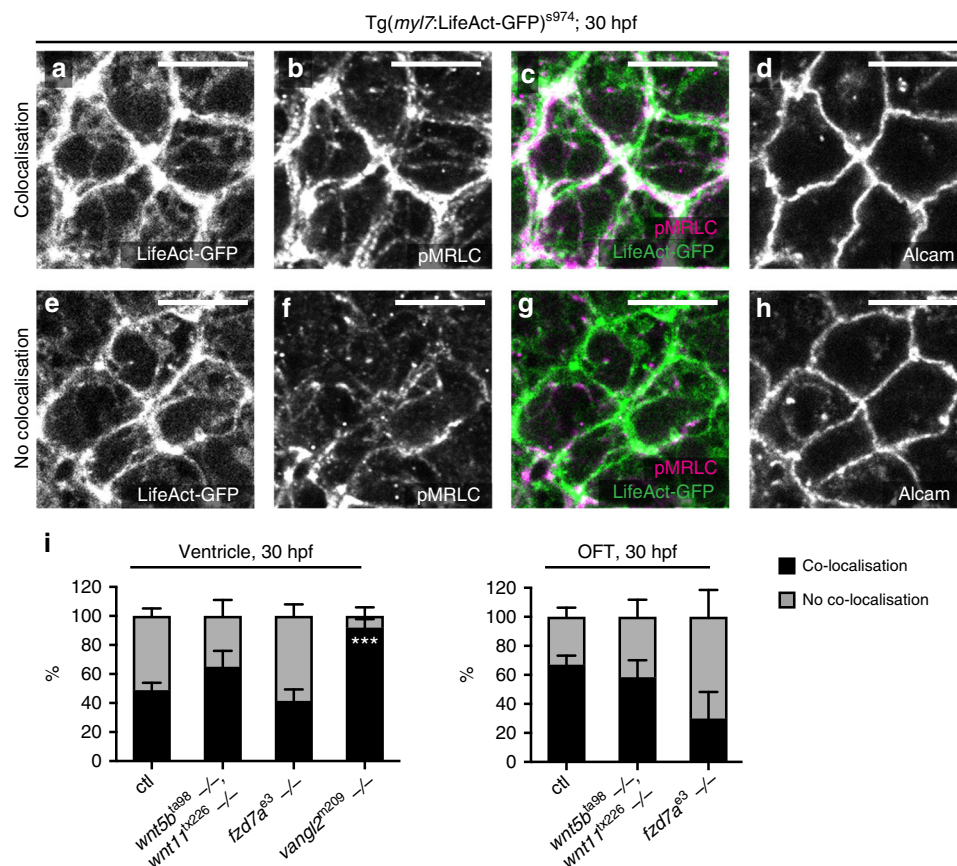 Tg(myl7:LifeAct-GFP)s974; 30 hpf
Colocalisation
a
LifeAct-GFP
b
pMRLC
c
pMRLC
LifeAct-GFP
d
Alcam
No colocalisation
e
LifeAct-GFP
f
pMRLC
g
pMRLC
LifeAct-GFP
h
Alcam
i
Ventricle, 30 hpf
%
120
100
80
60
40
20
0
***
ctl
wnt5bta98 –/–,
wnt11tx226 –/–
fzd7ae3 –/–
vangl2m209 –/–
OFT, 30 hpf
%
120
100
80
60
40
20
0
ctl
wnt5bta98 –/–,
wnt11tx226 –/–
fzd7ae3 –/–
Co-localisation
No co-localisation